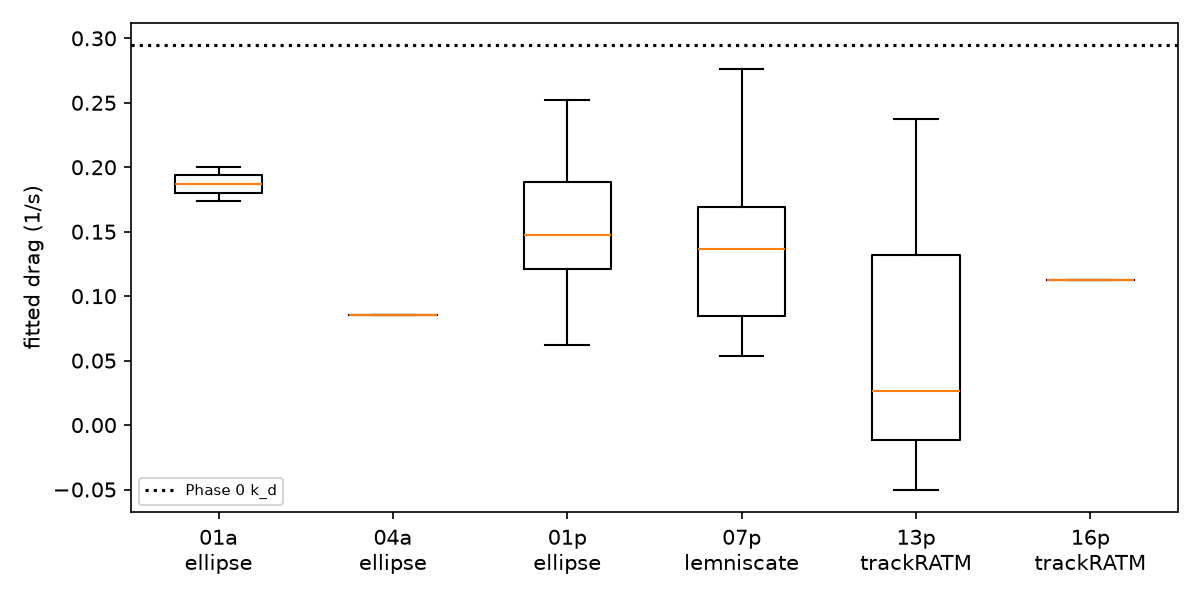 fitted drag (1/s)
0.30
0.25
0.20
0.15
0.10
0.05
0.00
−0.05
Phase 0 k_d
01a
ellipse
04a
ellipse
01p
ellipse
07p
lemniscate
13p
trackRATM
16p
trackRATM